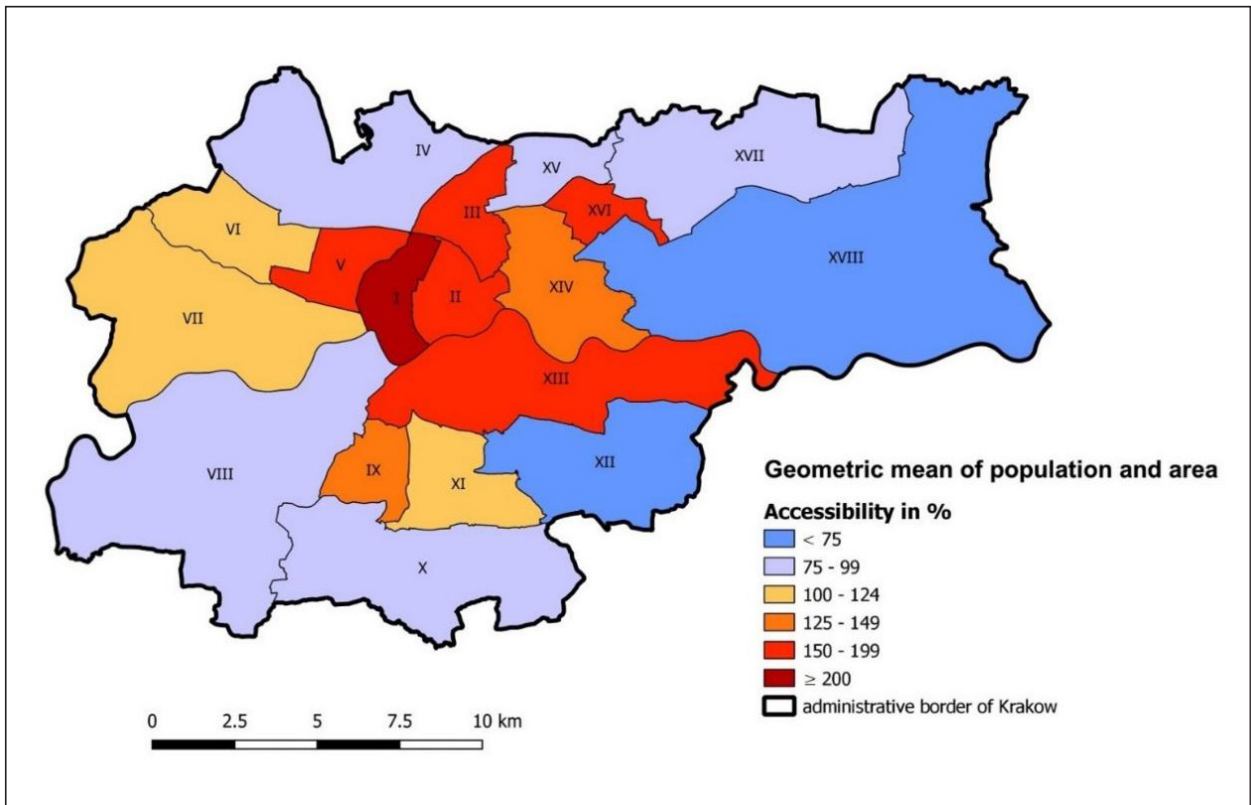 IV
XV
XVII
III
XVI
VI
V
XVIII
XIV
I
II
VII
XIII
IX
XII
VIII
XI
X
Geometric mean of population and area
Accessibility in %
< 75
75 - 99
100 - 124
125 - 149
150 - 199
≥ 200
administrative border of Krakow
0 2.5 5 7.5 10 km